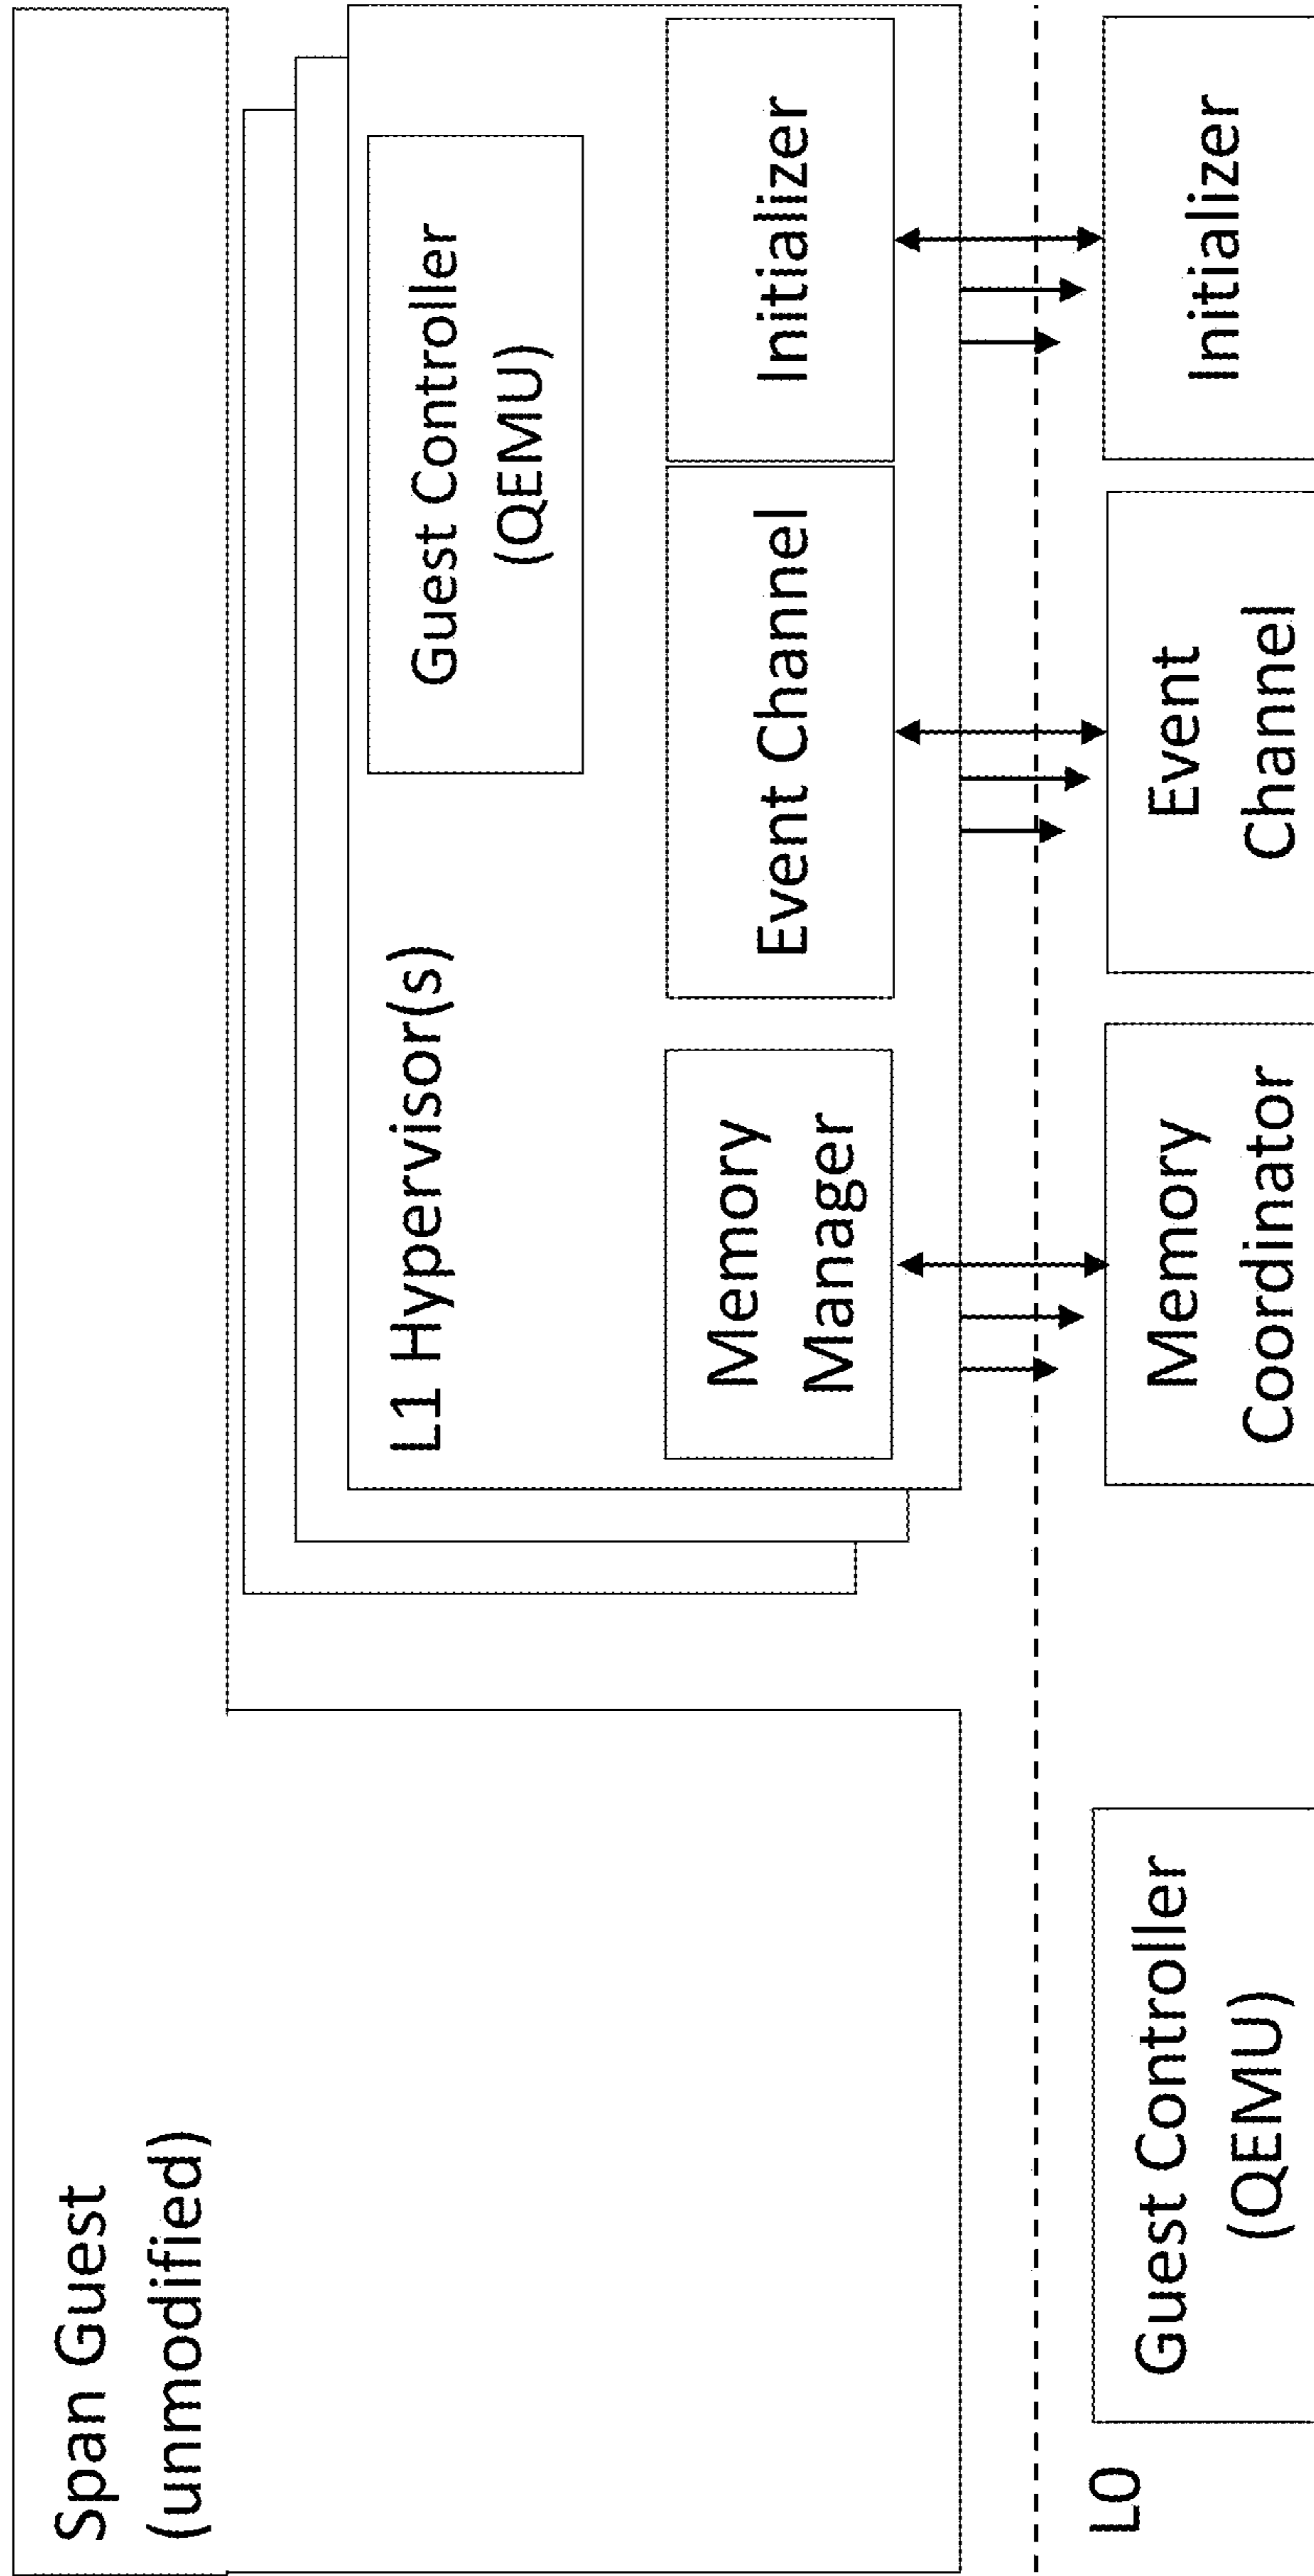 Span Guest
(unmodified)
L1 Hypervisor(s)
Guest Controller
(QEMU)
Memory
Manager
Event Channel
Initializer
L0
Guest Controller
(QEMU)
Memory
Coordinator
Event
Channel
Initializer